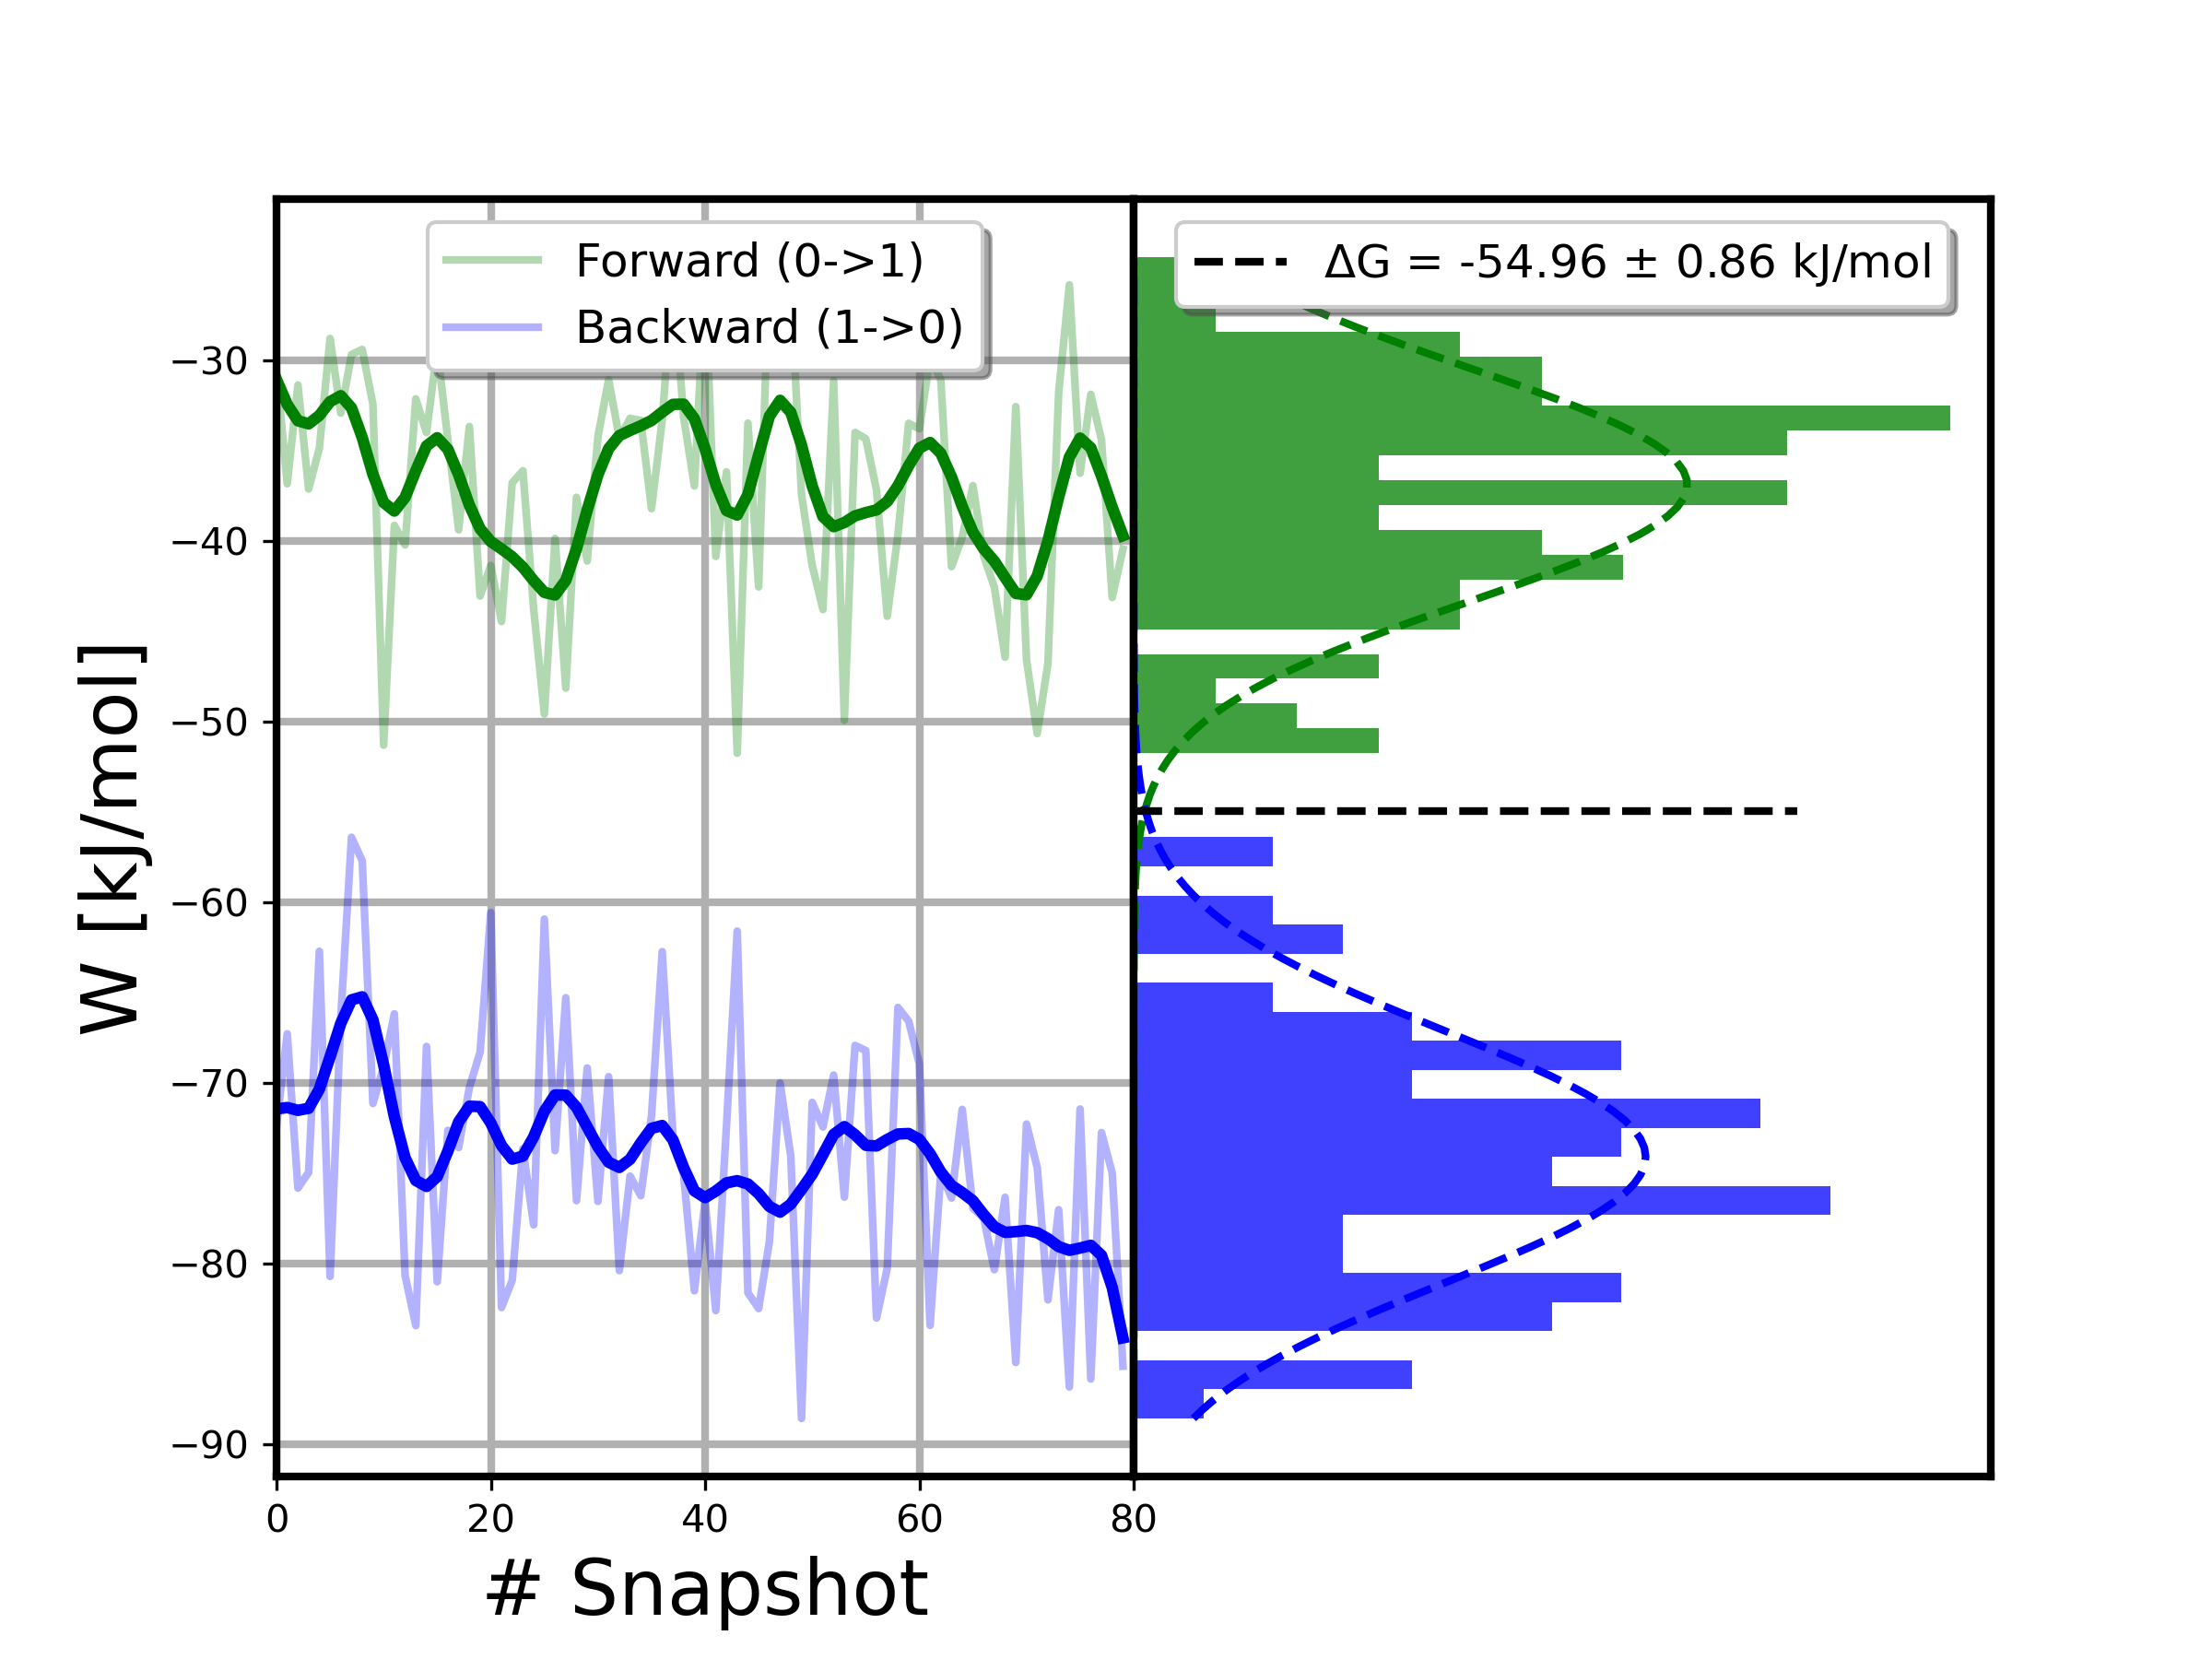 Forward (0->1)
Backward (1->0)
ΔG = -54.96 ± 0.86 kJ/mol
W [kJ/mol]
−30
−40
−50
−60
−70
−80
−90
0 20 40 60 80
# Snapshot